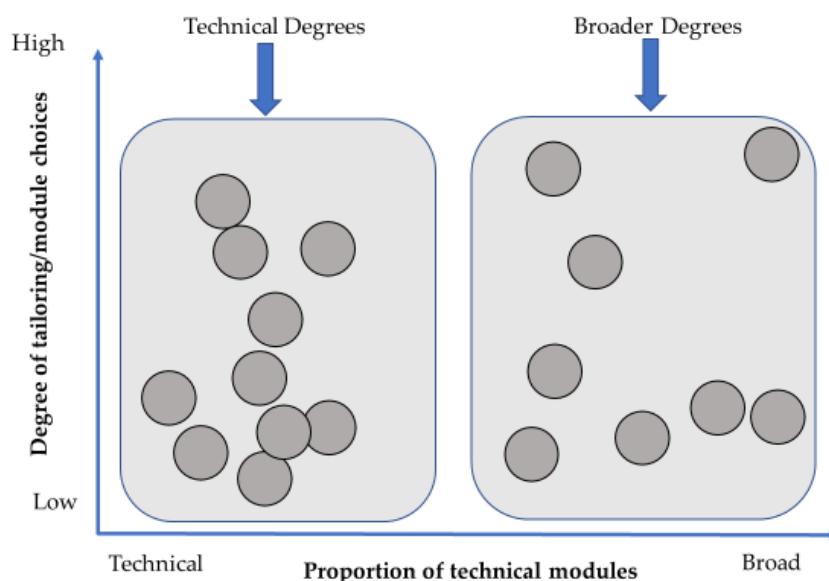 Technical Degrees
Broader Degrees
High
Degree of tailoring/module choices
Low
Technical
Proportion of technical modules
Broad